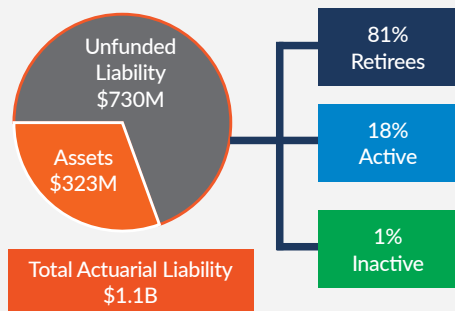 Unfunded
Liability
$730M
Assets
$323M
Total Actuarial Liability
$1.1B
81%
Retirees
18%
Active
1%
Inactive